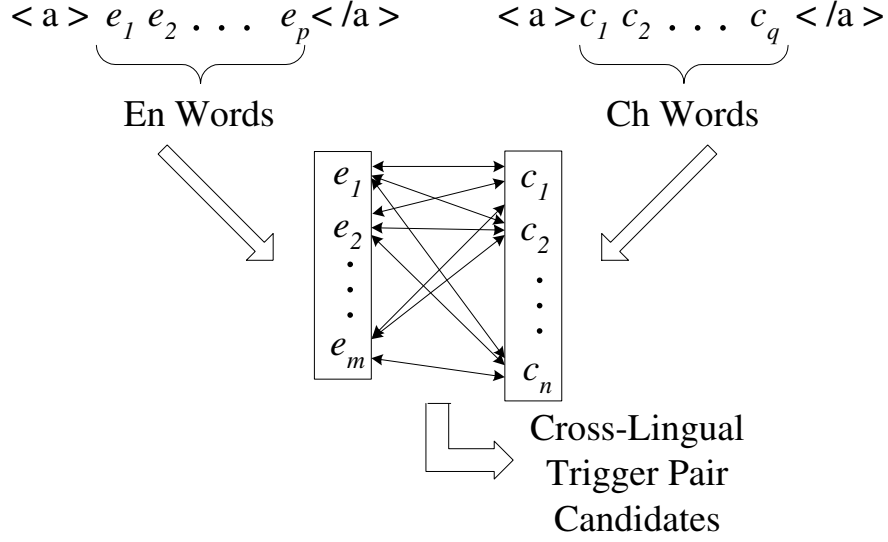 < a > e₁ e₂ . . . eₚ < /a >
< a > c₁ c₂ . . . c_q < /a >
En Words
Ch Words
e₁
e₂
.
.
.
eₘ
c₁
c₂
.
.
.
cₙ
Cross-Lingual
Trigger Pair
Candidates